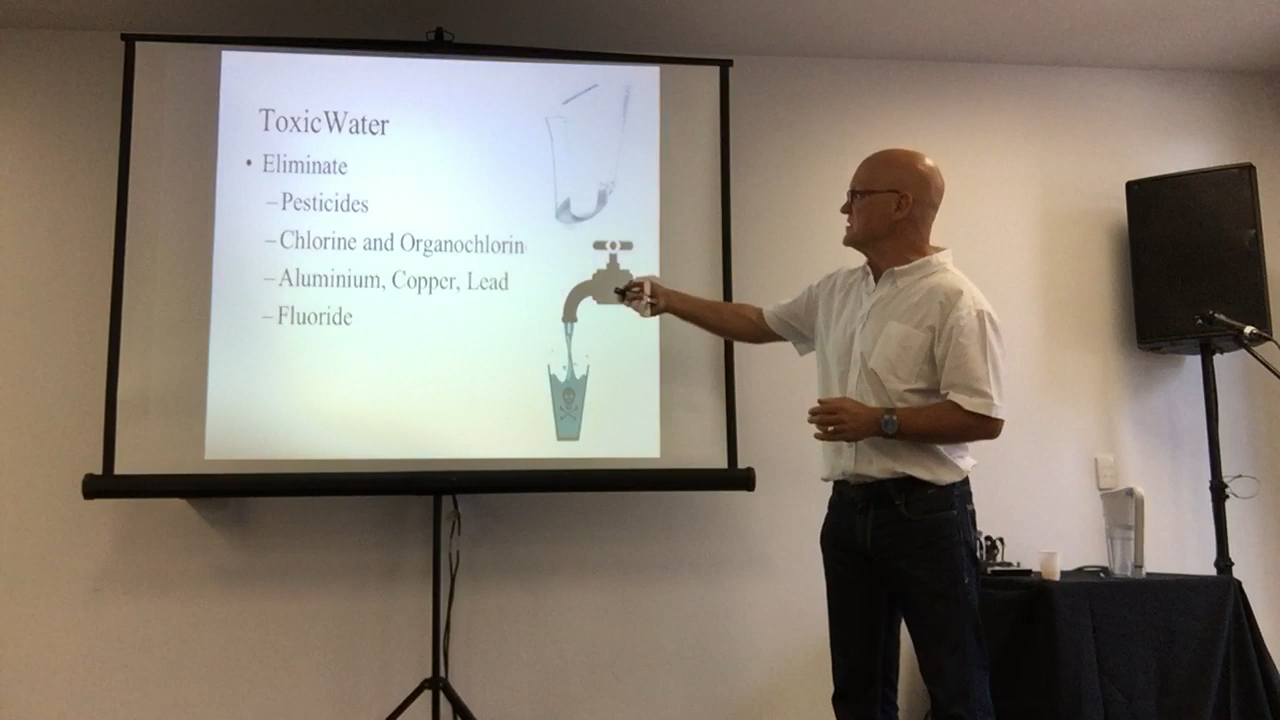 ToxicWater
• Eliminate
–Pesticides
–Chlorine and Organochlorin
–Aluminium, Copper, Lead
–Fluoride